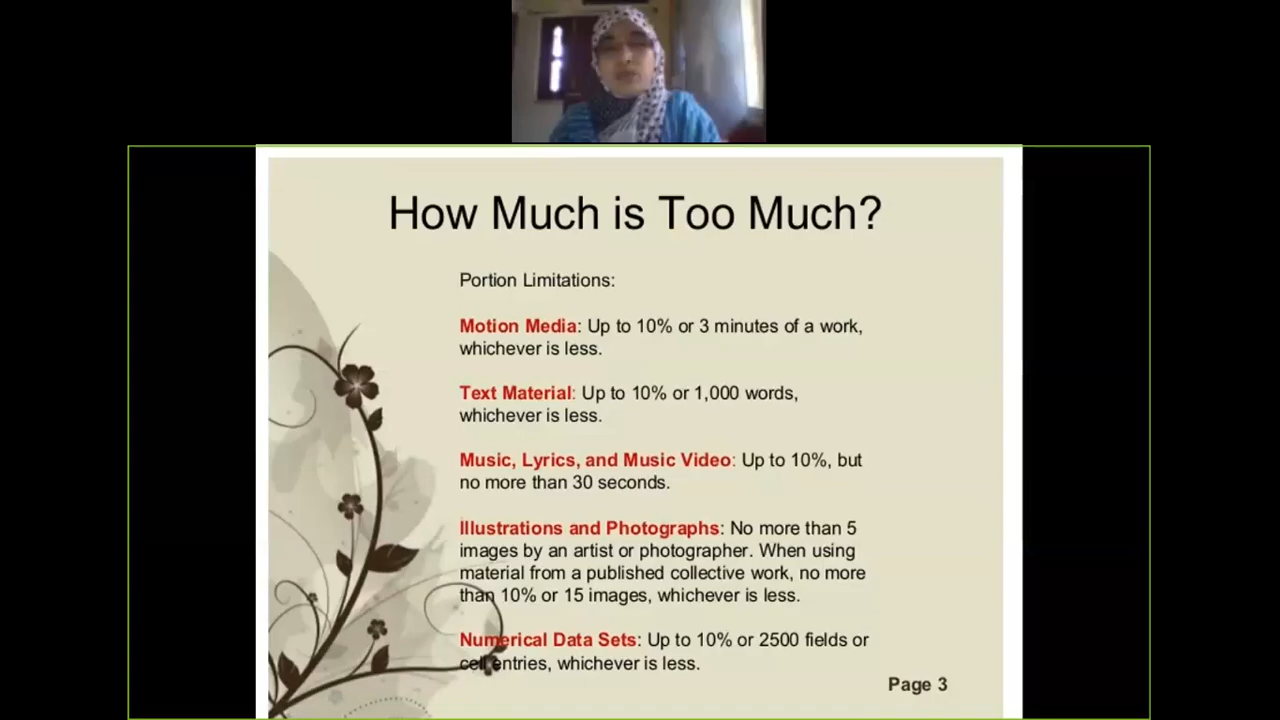 How Much is Too Much?
Portion Limitations:
Motion Media: Up to 10% or 3 minutes of a work,
whichever is less.
Text Material: Up to 10% or 1,000 words,
whichever is less.
Music, Lyrics, and Music Video: Up to 10%, but
no more than 30 seconds.
Illustrations and Photographs: No more than 5
images by an artist or photographer. When using
material from a published collective work, no more
than 10% or 15 images, whichever is less.
Numerical Data Sets: Up to 10% or 2500 fields or
cell entries, whichever is less.
Page 3